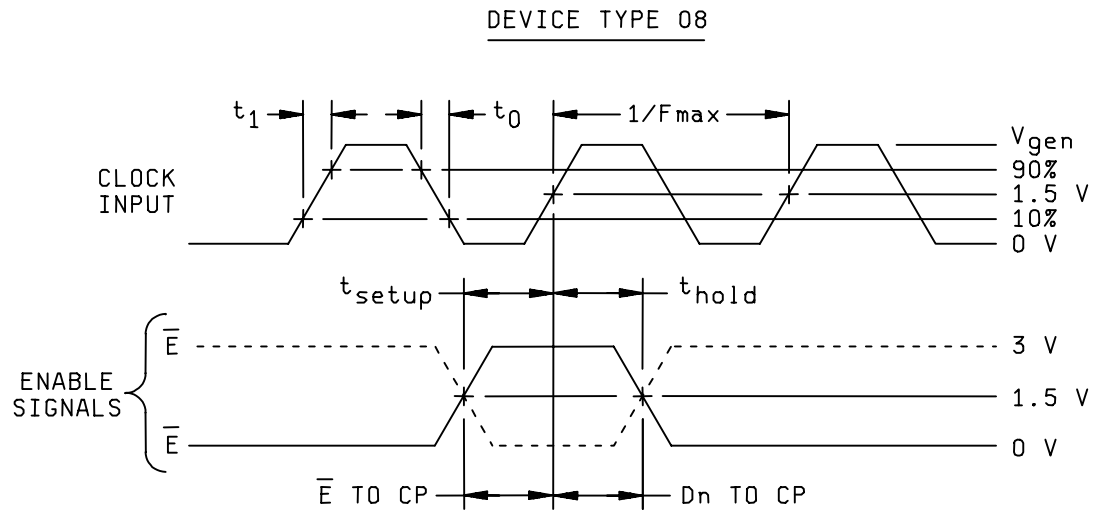 DEVICE TYPE 08
t1
t0
1/Fmax
Vgen
CLOCK
INPUT
90%
1.5 V
10%
0 V
tsetup
thold
E̅
3 V
ENABLE
SIGNALS
1.5 V
E̅
0 V
E̅ TO CP
Dn TO CP